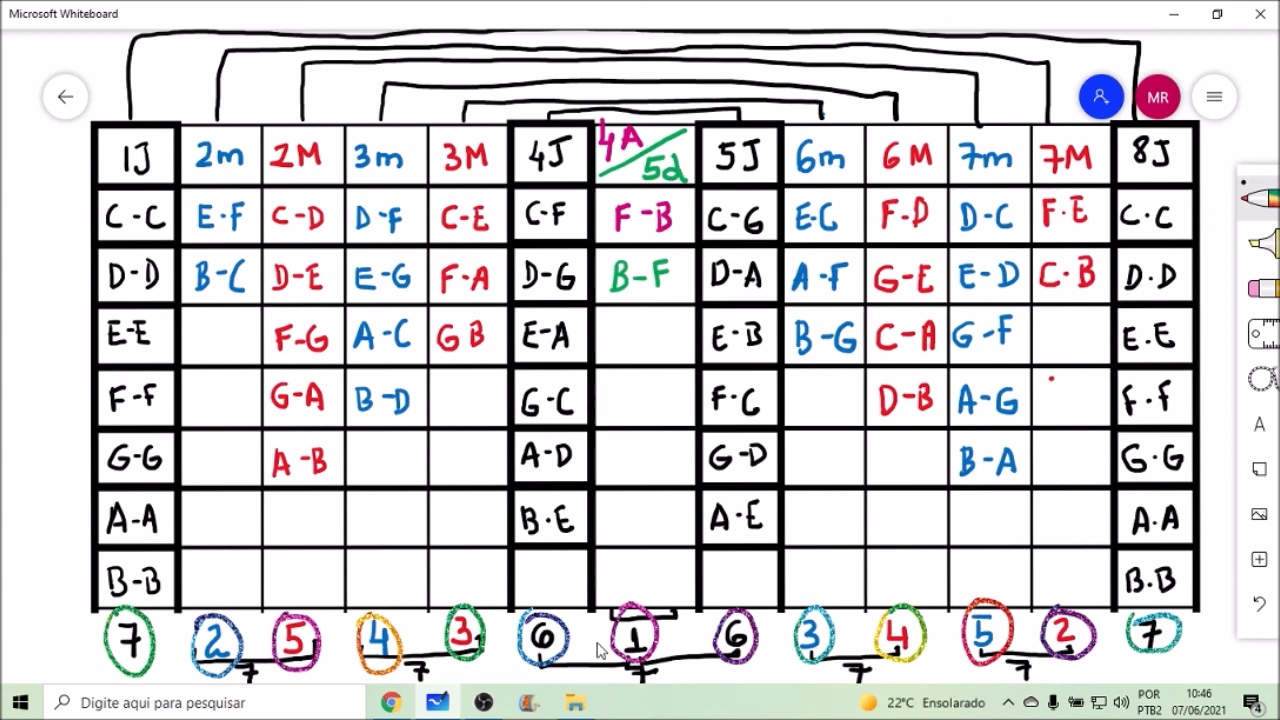 Microsoft Whiteboard
MR
1J 2m 2M 3m 3M 4J 4A/5d 5J 6m 6M 7m 7M 8J
C-C E-F C-D D-F C-E C-F F-B C-G E-C F-D D-C F-E C-C
D-D B-C D-E E-G F-A D-G B-F D-A A-F G-E E-D C-B D-D
E-E F-G A-C G B E-A E-B B-G C-A G-F E-E
F-F G-A B-D G-C F-C D-B A-G F-F
G-G A-B A-D G-D B-A G-G
A-A B-E A-E A-A
B-B B-B
7 2 5 4 3 6 1 6 3 4 5 2 7
7 7 7 7 7
A
Digite aqui para pesquisar
22°C Ensolarado
POR
PTB2
10:46
07/06/2021
4